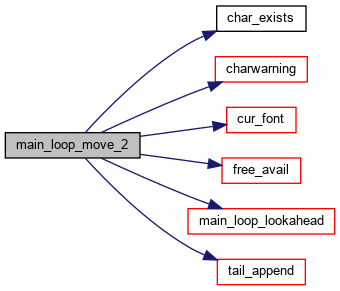 char_exists
charwarning
cur_font
main_loop_move_2
free_avail
main_loop_lookahead
tail_append